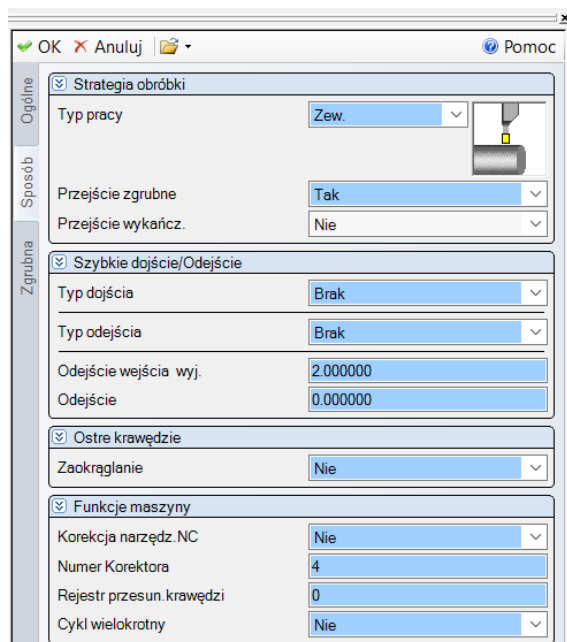 OK Anuluj Pomoc
Ogólne
Sposób
Zgrubna
Strategia obróbki
Typ pracy Zew.
Przejście zgrubne Tak
Przejście wykańcz. Nie
Szybkie dojście/Odejście
Typ dojścia Brak
Typ odejścia Brak
Odejście wejścia wyj. 2.000000
Odejście 0.000000
Ostre krawędzie
Zaokrąglanie Nie
Funkcje maszyny
Korekcja narzędz.NC Nie
Numer Korektora 4
Rejestr przesun.krawędzi 0
Cykl wielokrotny Nie